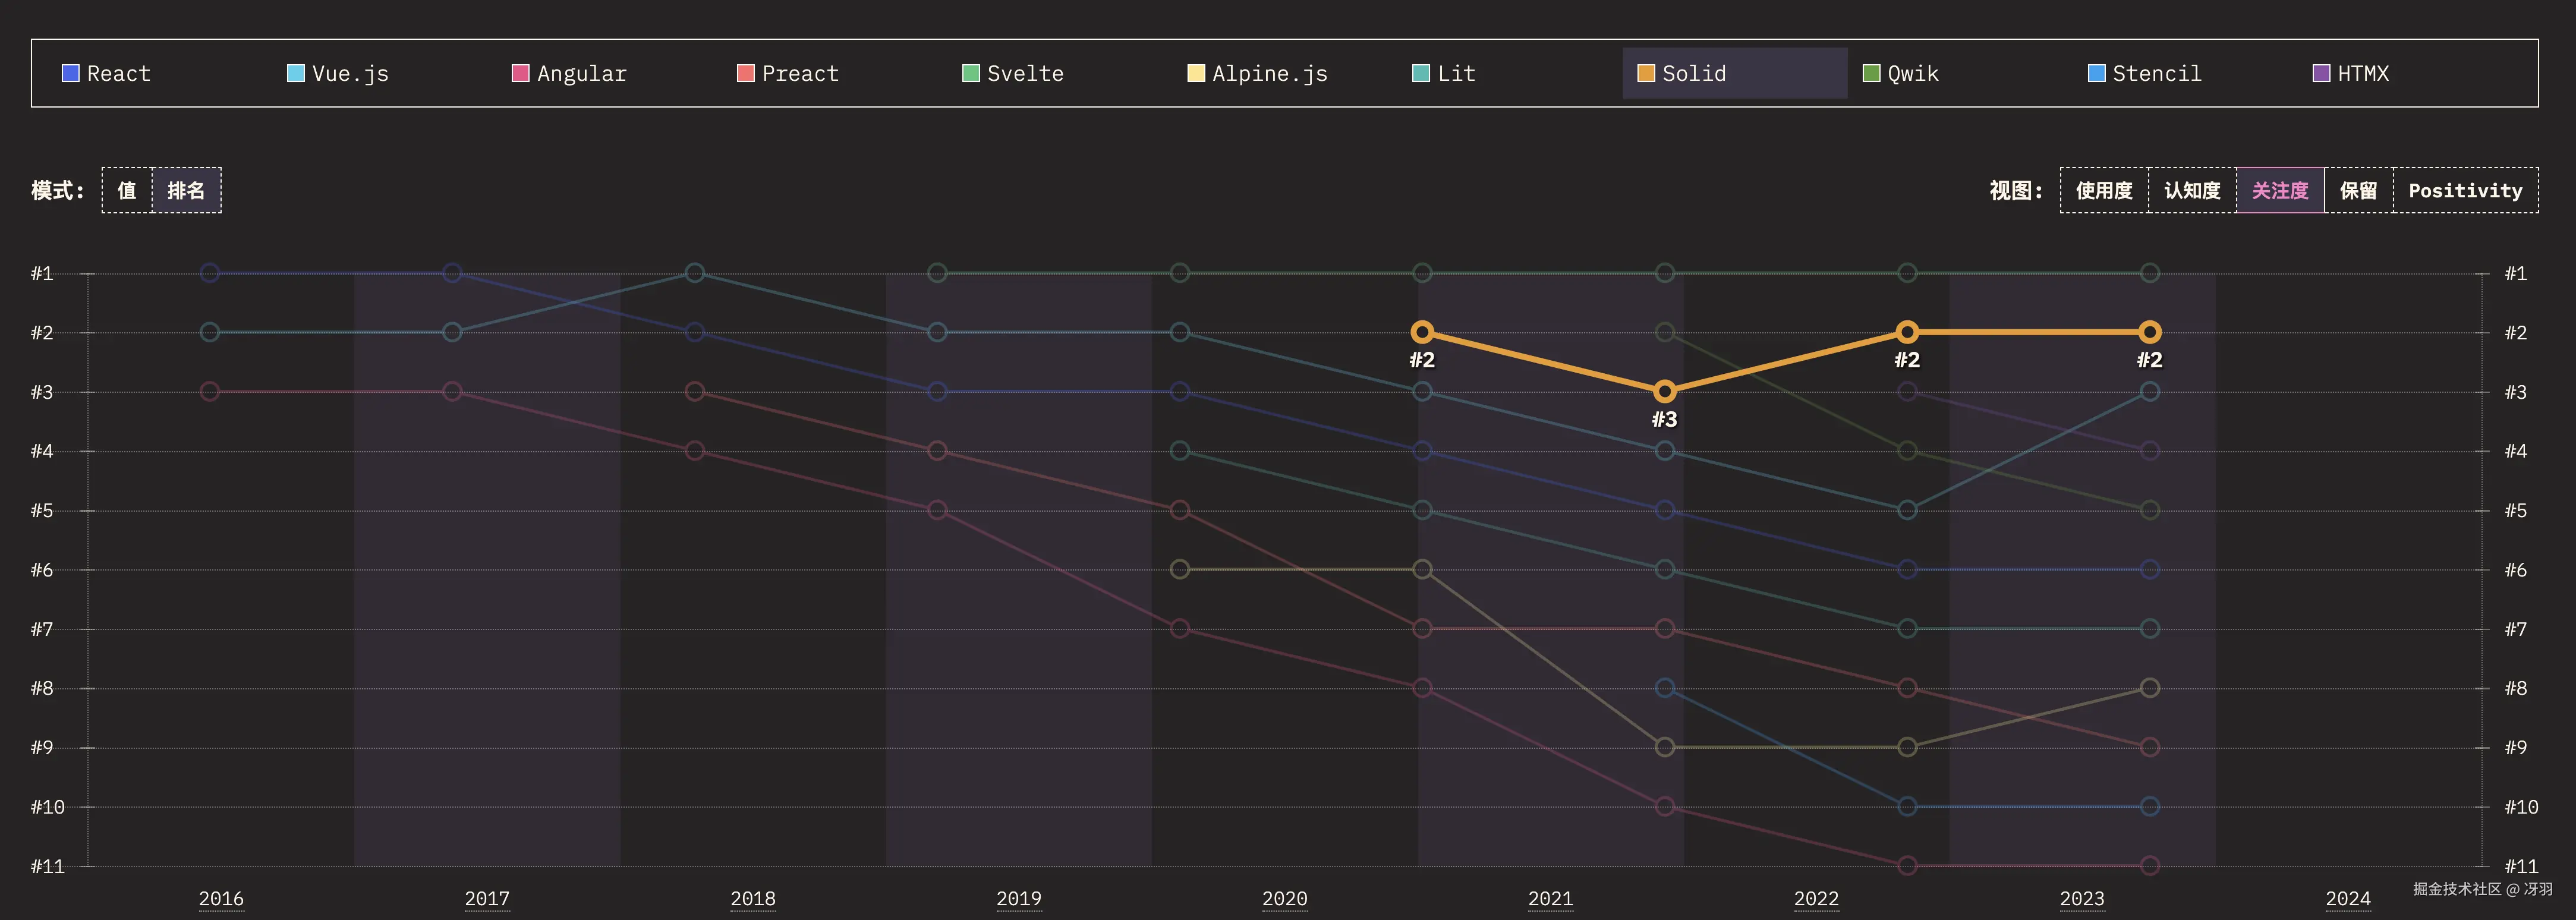 React Vue.js Angular Preact Svelte Alpine.js Lit Solid Qwik Stencil HTMX
模式: 值 排名 视图: 使用度 认知度 关注度 保留 Positivity
#1 #1
#2 #2
#2 #2 #2
#3 #3
#3
#4 #4
#5 #5
#6 #6
#7 #7
#8 #8
#9 #9
#10 #10
#11 #11
掘金技术社区 @ 冴羽
2016 2017 2018 2019 2020 2021 2022 2023 2024